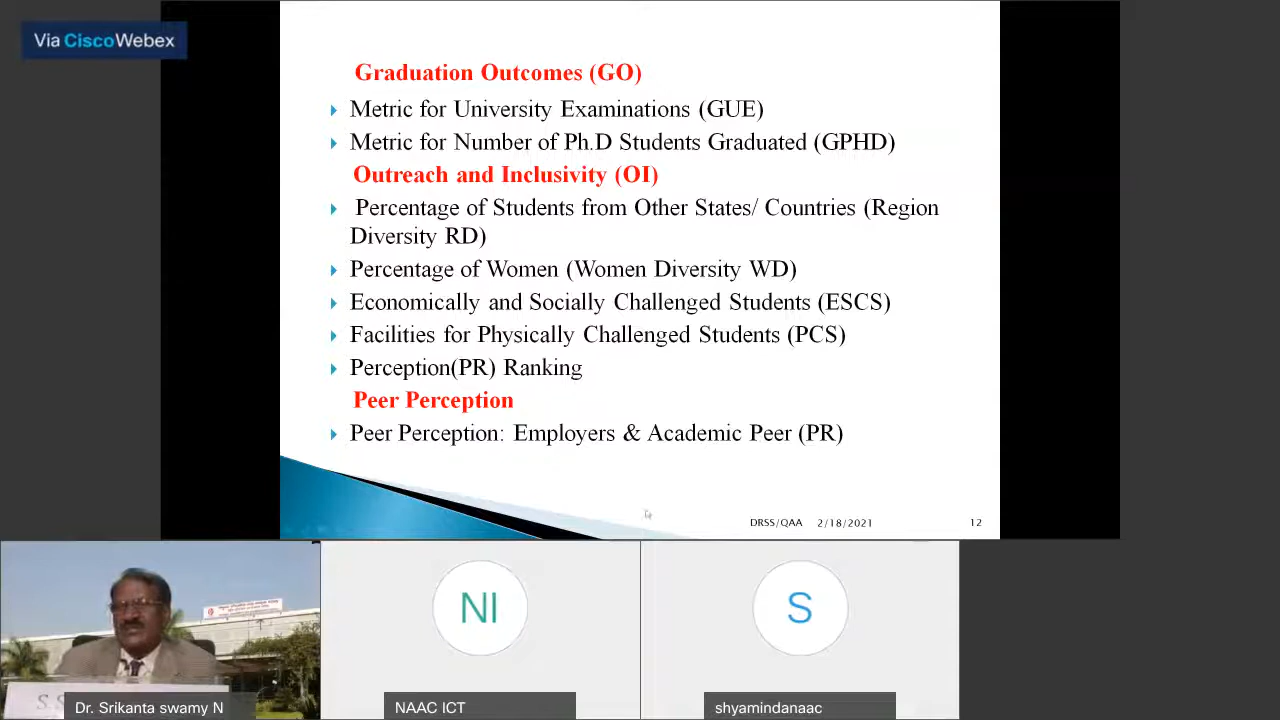 Via CiscoWebex
Graduation Outcomes (GO)
Metric for University Examinations (GUE)
Metric for Number of Ph.D Students Graduated (GPHD)
Outreach and Inclusivity (OI)
Percentage of Students from Other States/ Countries (Region
Diversity RD)
Percentage of Women (Women Diversity WD)
Economically and Socially Challenged Students (ESCS)
Facilities for Physically Challenged Students (PCS)
Perception(PR) Ranking
Peer Perception
Peer Perception: Employers & Academic Peer (PR)
DRSS/QAA 2/18/2021 12
NI
S
S.S
Dr. Srikanta swamy N
NAAC ICT
shyamindanaac